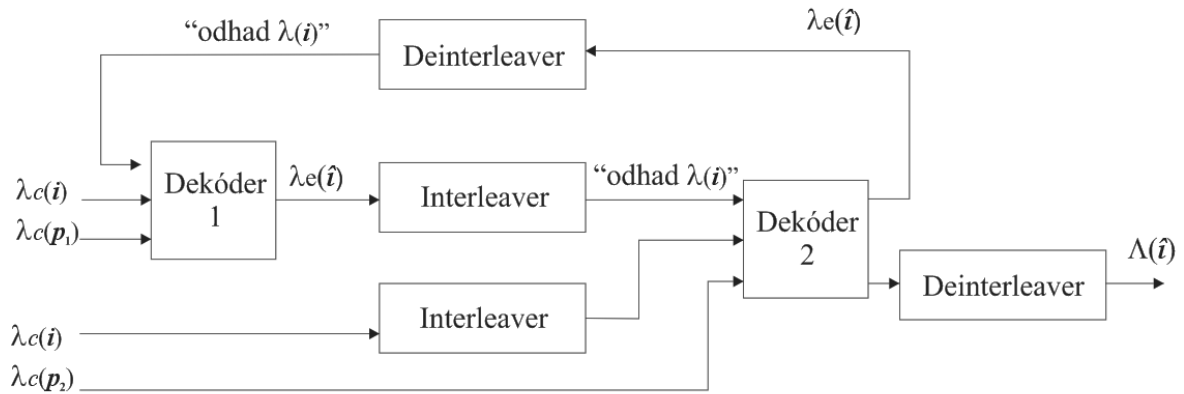 “odhad λ(i)”
λe(î)
Deinterleaver
Dekóder
1
λc(i)
λc(p₁)
λe(î)
Interleaver
“odhad λ(i)”
Dekóder
2
Deinterleaver
Λ(î)
Interleaver
λc(i)
λc(p₂)